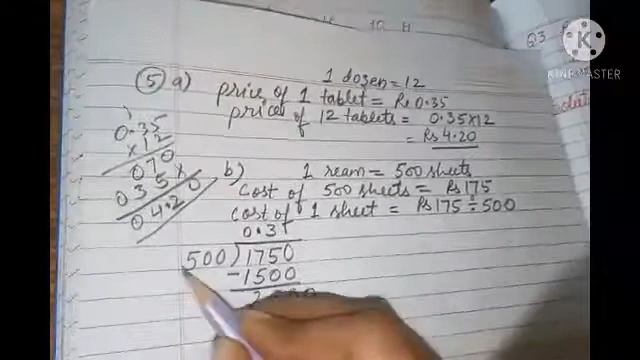 Q3
KINEMASTER
⑤ a) 1 dozen = 12
price of 1 tablet = Rs 0.35
price of 12 tablets = 0.35×12
= Rs 4.20
0.35
×12
070
035×
04.20
b) 1 ream = 500 sheets
cost of 500 sheets = Rs 175
cost of 1 sheet = Rs 175 ÷ 500
0.3
500 ) 1750
-1500
2